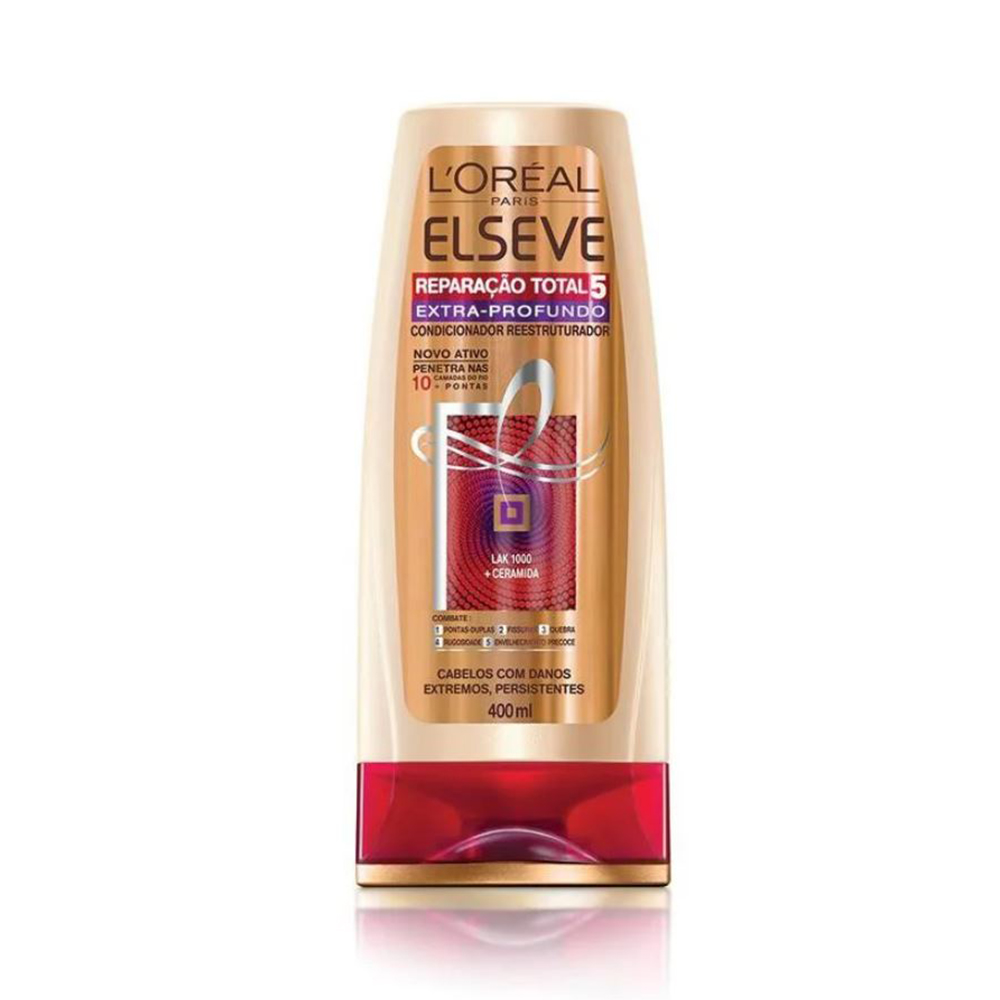 L'ORÉAL
PARIS
ELSEVE
REPARAÇÃO TOTAL 5
EXTRA-PROFUNDO
CONDICIONADOR REESTRUTURADOR
NOVO ATIVO
PENETRA NAS
10 CAMADAS DO FIO
+ PONTAS
LAK 1000
+ CERAMIDA
COMBATE:
1 PONTAS-DUPLAS 2 FISSURAS 3 QUEBRA
4 RUGOSIDADE 5 ENVELHECIMENTO PRECOCE
CABELOS COM DANOS
EXTREMOS, PERSISTENTES
400 ml